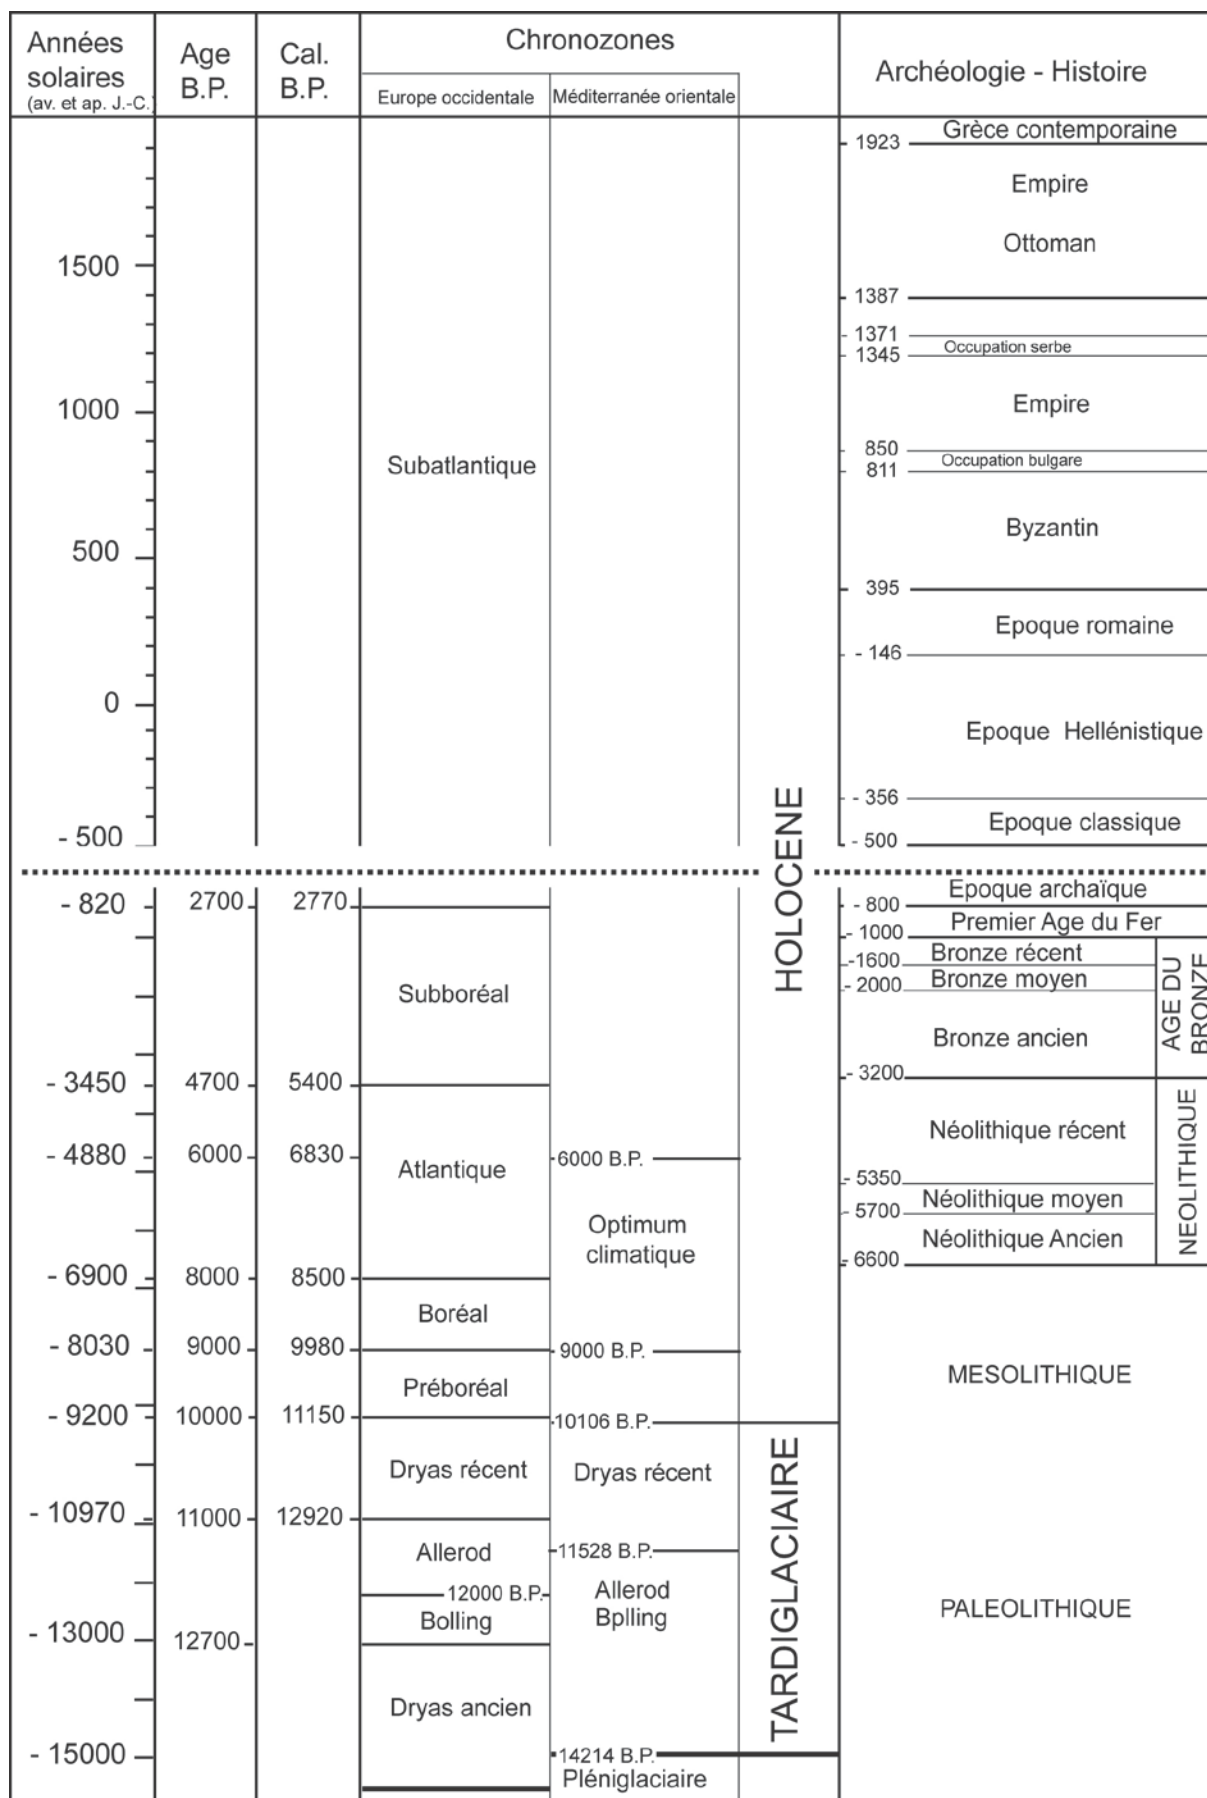 Années
solaires
(av. et ap. J.-C.)
Age
B.P.
Cal.
B.P.
Chronozones
Europe occidentale
Méditerranée orientale
Archéologie - Histoire
1500
1000
500
0
- 500
- 820
- 3450
- 4880
- 6900
- 8030
- 9200
- 10970
- 13000
- 15000
2700
4700
6000
8000
9000
10000
11000
12700
2770
5400
6830
8500
9980
11150
12920
Subatlantique
Subboréal
Atlantique
Boréal
Préboréal
Dryas récent
Allerod
12000 B.P.
Bolling
Dryas ancien
6000 B.P.
Optimum
climatique
9000 B.P.
10106 B.P.
Dryas récent
11528 B.P.
Allerod
Bplling
14214 B.P.
Pléniglaciaire
HOLOCENE
TARDIGLACIAIRE
Grèce contemporaine
1923
Empire
Ottoman
1387
1371
Occupation serbe
1345
Empire
850
Occupation bulgare
811
Byzantin
395
Epoque romaine
- 146
Epoque Hellénistique
- 356
Epoque classique
- 500
Epoque archaïque
- 800
Premier Age du Fer
- 1000
Bronze récent
-1600
Bronze moyen
- 2000
Bronze ancien
- 3200
AGE DU
BRONZE
Néolithique récent
- 5350
Néolithique moyen
- 5700
Néolithique Ancien
- 6600
NEOLITHIQUE
MESOLITHIQUE
PALEOLITHIQUE